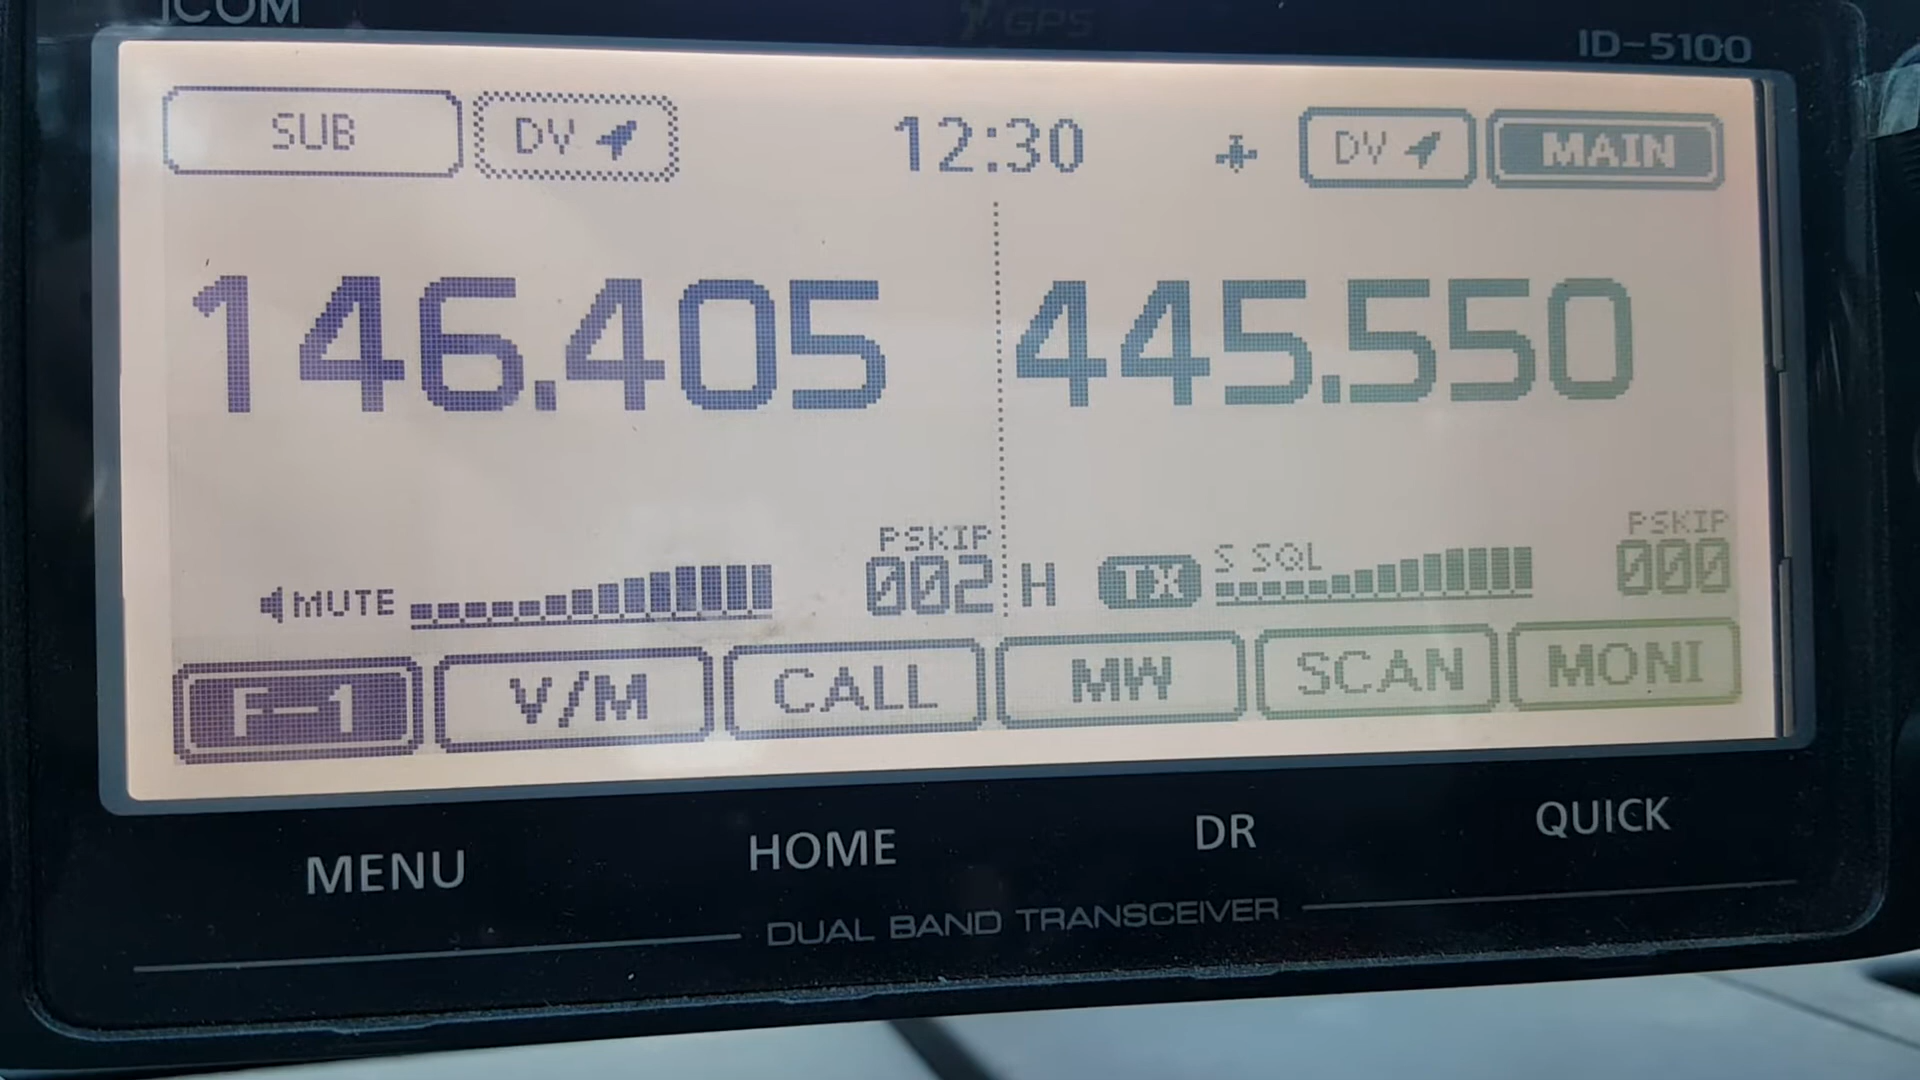 ICOM
GPS
ID-5100
SUB DV 12:30 DV MAIN
146.405 445.550
MUTE PSKIP 002 H TX S SQL PSKIP 000
F-1 V/M CALL MW SCAN MONI
MENU HOME DR QUICK
DUAL BAND TRANSCEIVER